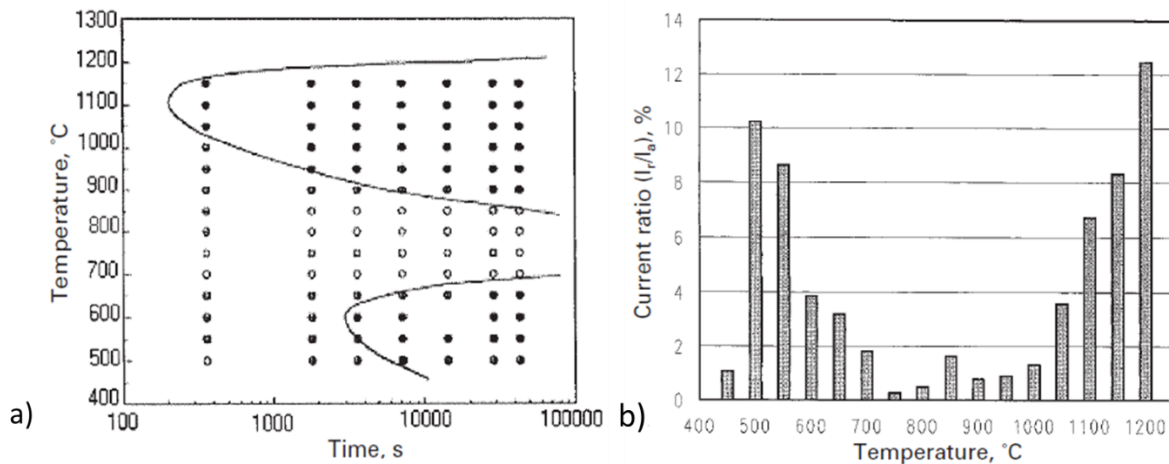 1300
1200
1100
1000
900
800
700
600
500
400
Temperature, °C
100 1000 10000 100000
Time, s
a)
14
12
10
8
6
4
2
0
Current ratio (Ir/Ia), %
400 500 600 700 800 900 1000 1100 1200
Temperature, °C
b)